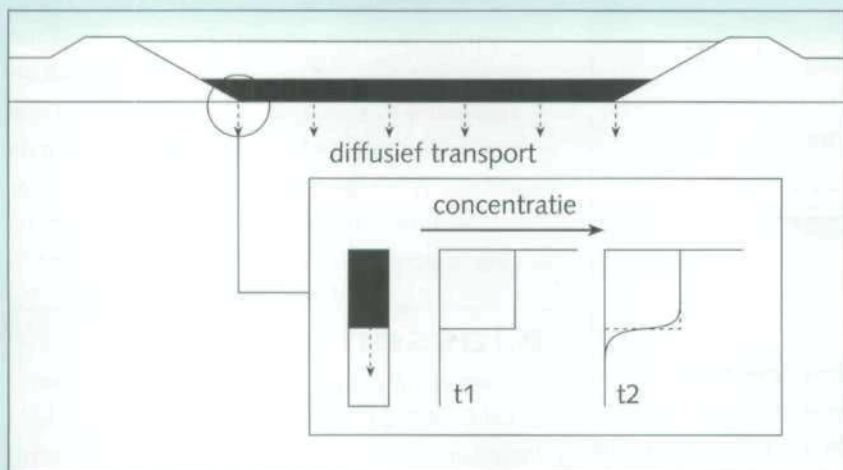 diffusief transport
concentratie
t1
t2